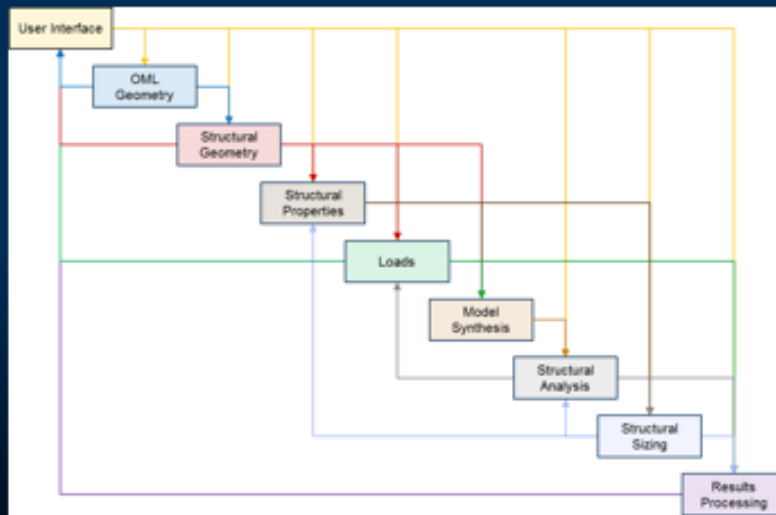 User Interface
OML
Geometry
Structural
Geometry
Structural
Properties
Loads
Model
Synthesis
Structural
Analysis
Structural
Sizing
Results
Processing